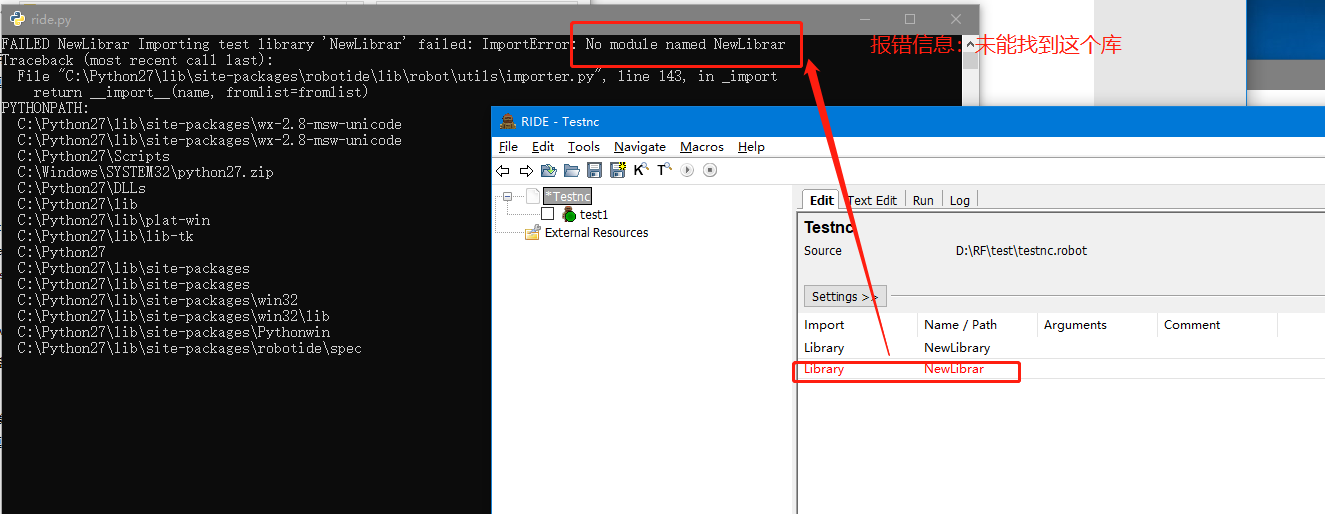 ride.py
FAILED NewLibrar Importing test library 'NewLibrar' failed: ImportError: No module named NewLibrar
报错信息：未能找到这个库
Traceback (most recent call last):
File "C:\Python27\lib\site-packages\robotide\lib\robot\utils\importer.py", line 143, in _import
return __import__(name, fromlist=fromlist)
PYTHONPATH:
C:\Python27\lib\site-packages\wx-2.8-msw-unicode
C:\Python27\lib\site-packages\wx-2.8-msw-unicode
C:\Python27\Scripts
C:\Windows\SYSTEM32\python27.zip
C:\Python27\DLLs
C:\Python27\lib
C:\Python27\lib\plat-win
C:\Python27\lib\lib-tk
C:\Python27
C:\Python27\lib\site-packages
C:\Python27\lib\site-packages
C:\Python27\lib\site-packages\win32
C:\Python27\lib\site-packages\win32\lib
C:\Python27\lib\site-packages\Pythonwin
C:\Python27\lib\site-packages\robotide\spec
RIDE - Testnc
File Edit Tools Navigate Macros Help
K T
*Testnc
test1
External Resources
Edit Text Edit Run Log
Testnc
Source D:\RF\test\testnc.robot
Settings >>
Import Name / Path Arguments Comment
Library NewLibrary
Library NewLibrar